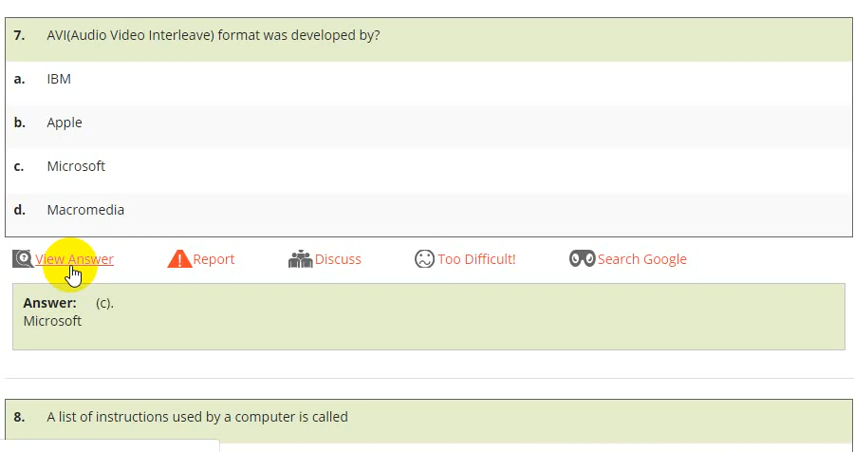 7. AVI(Audio Video Interleave) format was developed by?
a. IBM
b. Apple
c. Microsoft
d. Macromedia
View Answer Report Discuss Too Difficult! Search Google
Answer: (c).
Microsoft
8. A list of instructions used by a computer is called